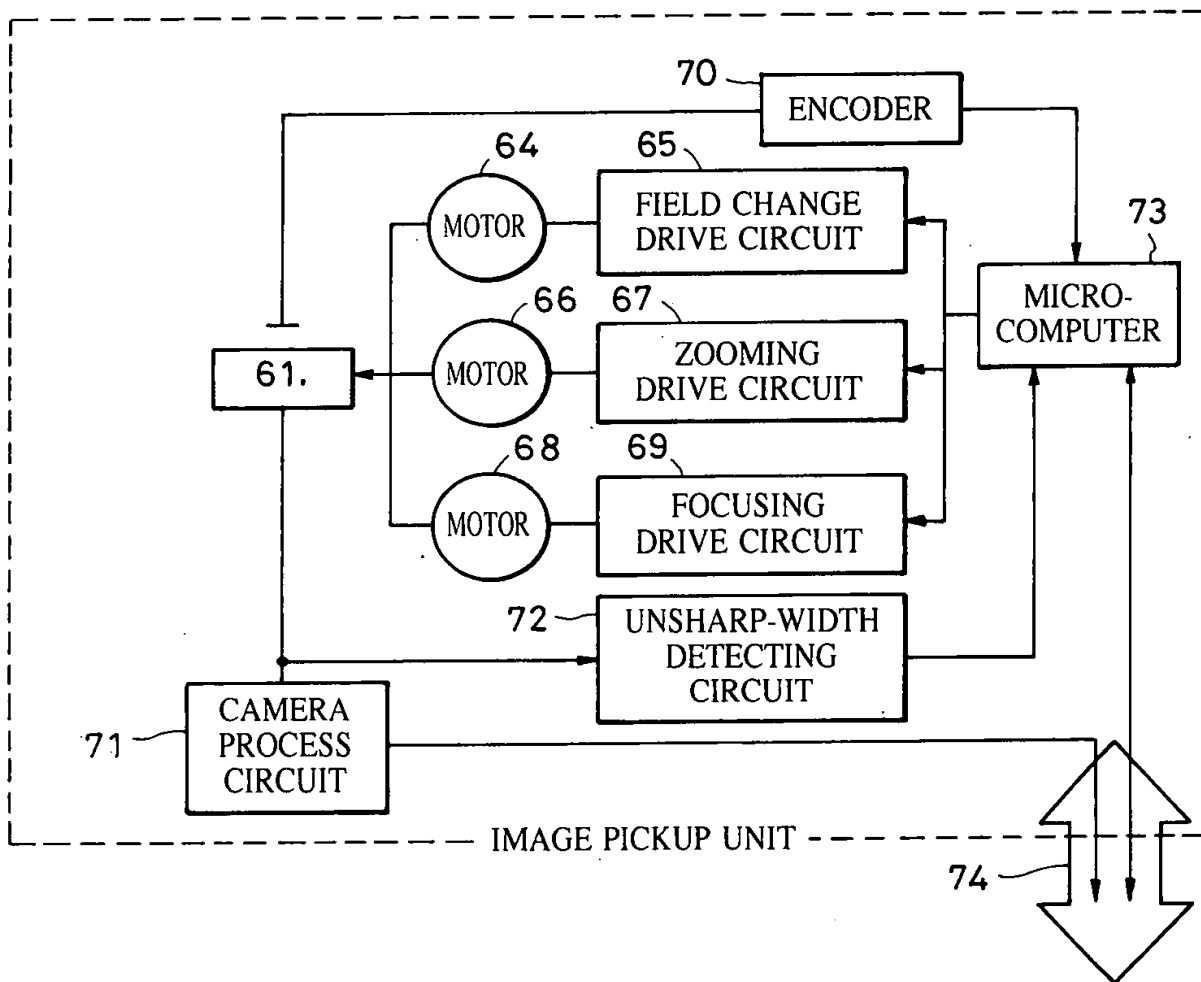 70
ENCODER
64
65
MOTOR
FIELD CHANGE
DRIVE CIRCUIT
73
MICRO-
COMPUTER
66
67
61.
MOTOR
ZOOMING
DRIVE CIRCUIT
68
69
MOTOR
FOCUSING
DRIVE CIRCUIT
72
UNSHARP-WIDTH
DETECTING
CIRCUIT
71
CAMERA
PROCESS
CIRCUIT
IMAGE PICKUP UNIT
74